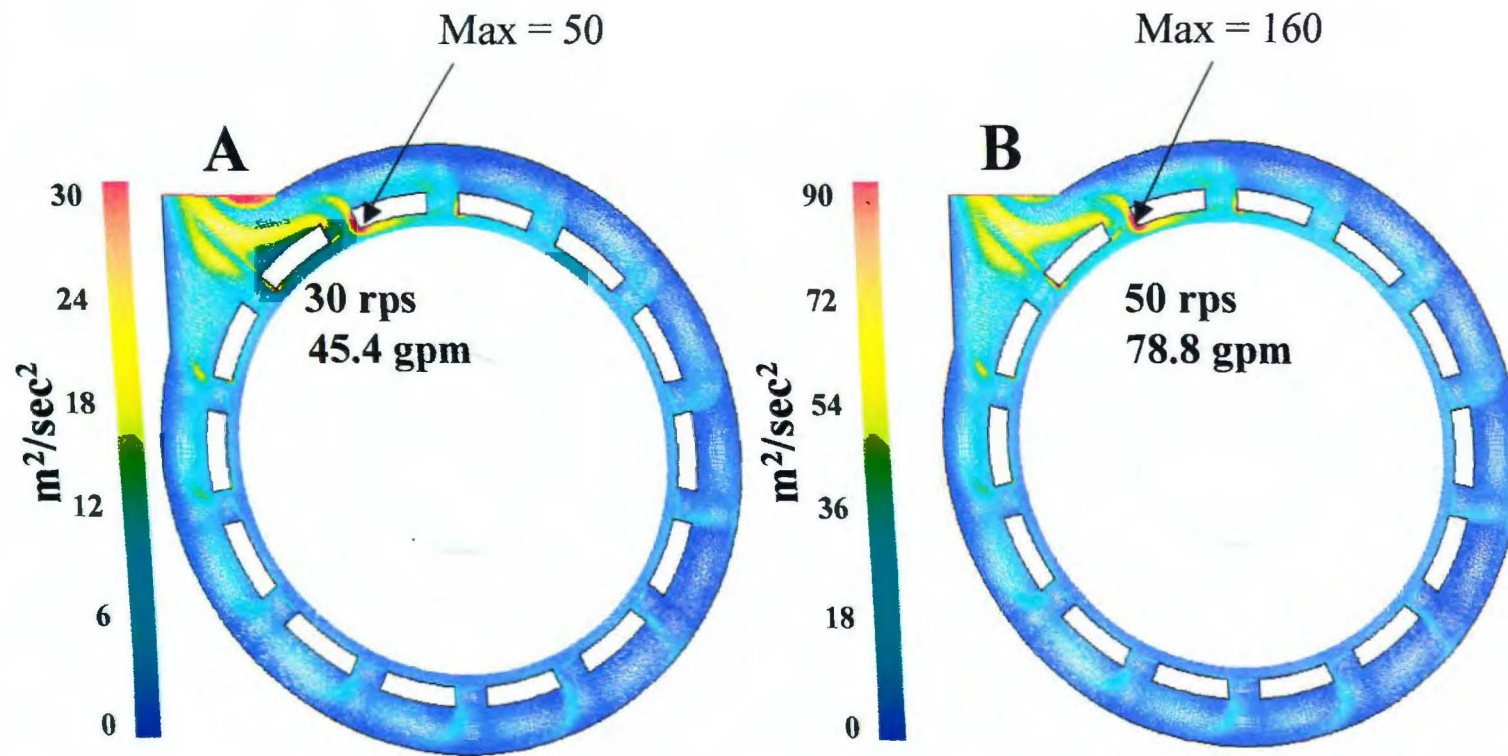 Max = 50
Max = 160
A
B
30
24
18
12
6
0
m²/sec²
30 rps
45.4 gpm
90
72
54
36
18
0
m²/sec²
50 rps
78.8 gpm